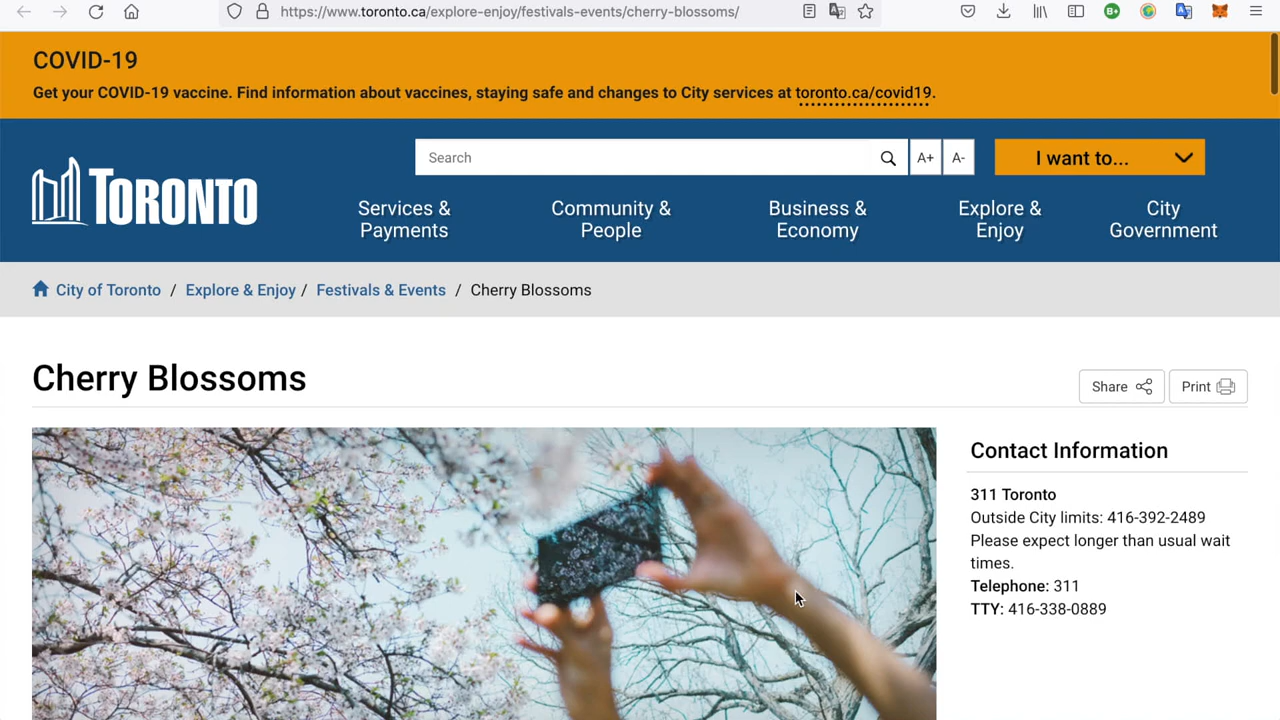 https://www.toronto.ca/explore-enjoy/festivals-events/cherry-blossoms/
COVID-19
Get your COVID-19 vaccine. Find information about vaccines, staying safe and changes to City services at toronto.ca/covid19.
TORONTO
Search
A+
A-
I want to...
Services &
Payments
Community &
People
Business &
Economy
Explore &
Enjoy
City
Government
City of Toronto / Explore & Enjoy / Festivals & Events / Cherry Blossoms
Cherry Blossoms
Share
Print
Contact Information
311 Toronto
Outside City limits: 416-392-2489
Please expect longer than usual wait
times.
Telephone: 311
TTY: 416-338-0889